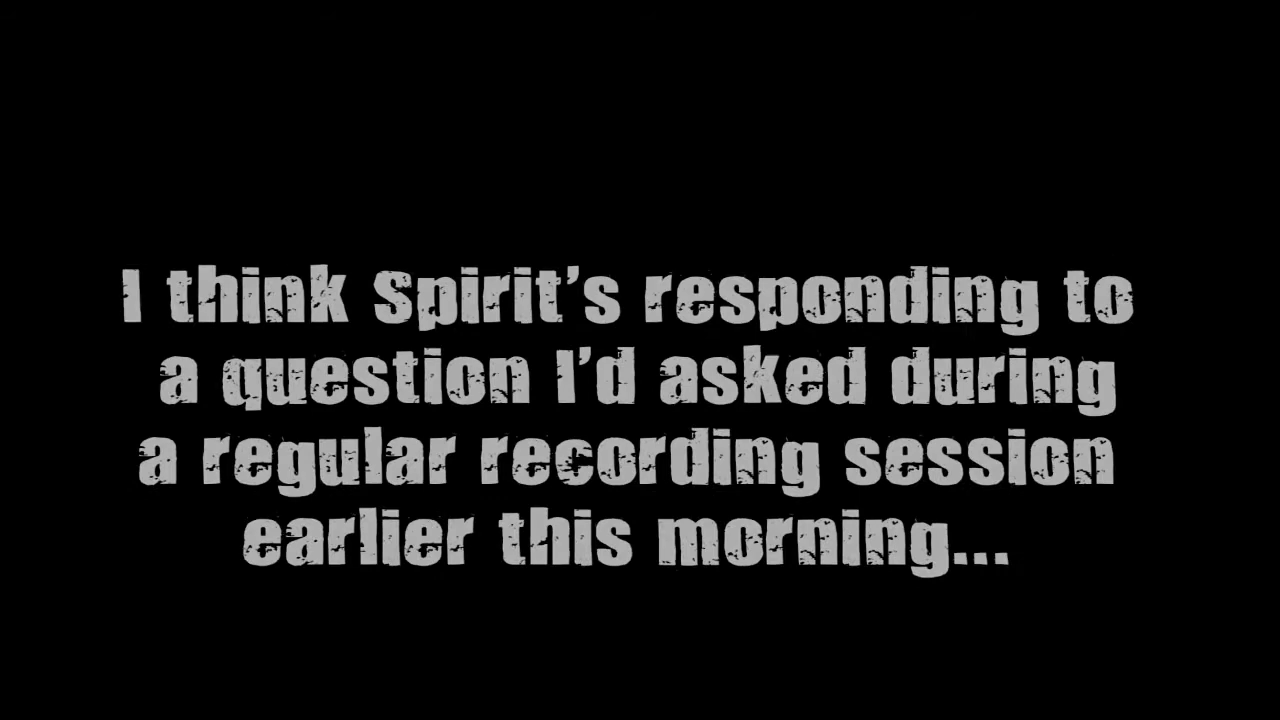 I think Spirit’s responding to
a question I’d asked during
a regular recording session
earlier this morning...